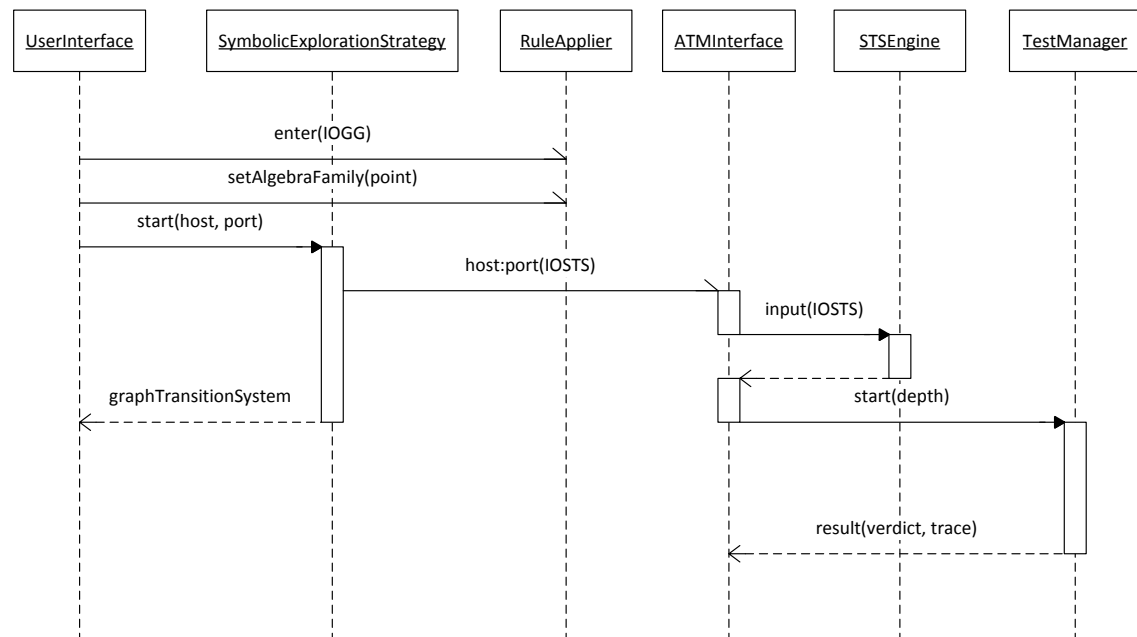 UserInterface
SymbolicExplorationStrategy
RuleApplier
ATMInterface
STSEngine
TestManager
enter(IOGG)
setAlgebraFamily(point)
start(host, port)
host:port(IOSTS)
input(IOSTS)
graphTransitionSystem
start(depth)
result(verdict, trace)